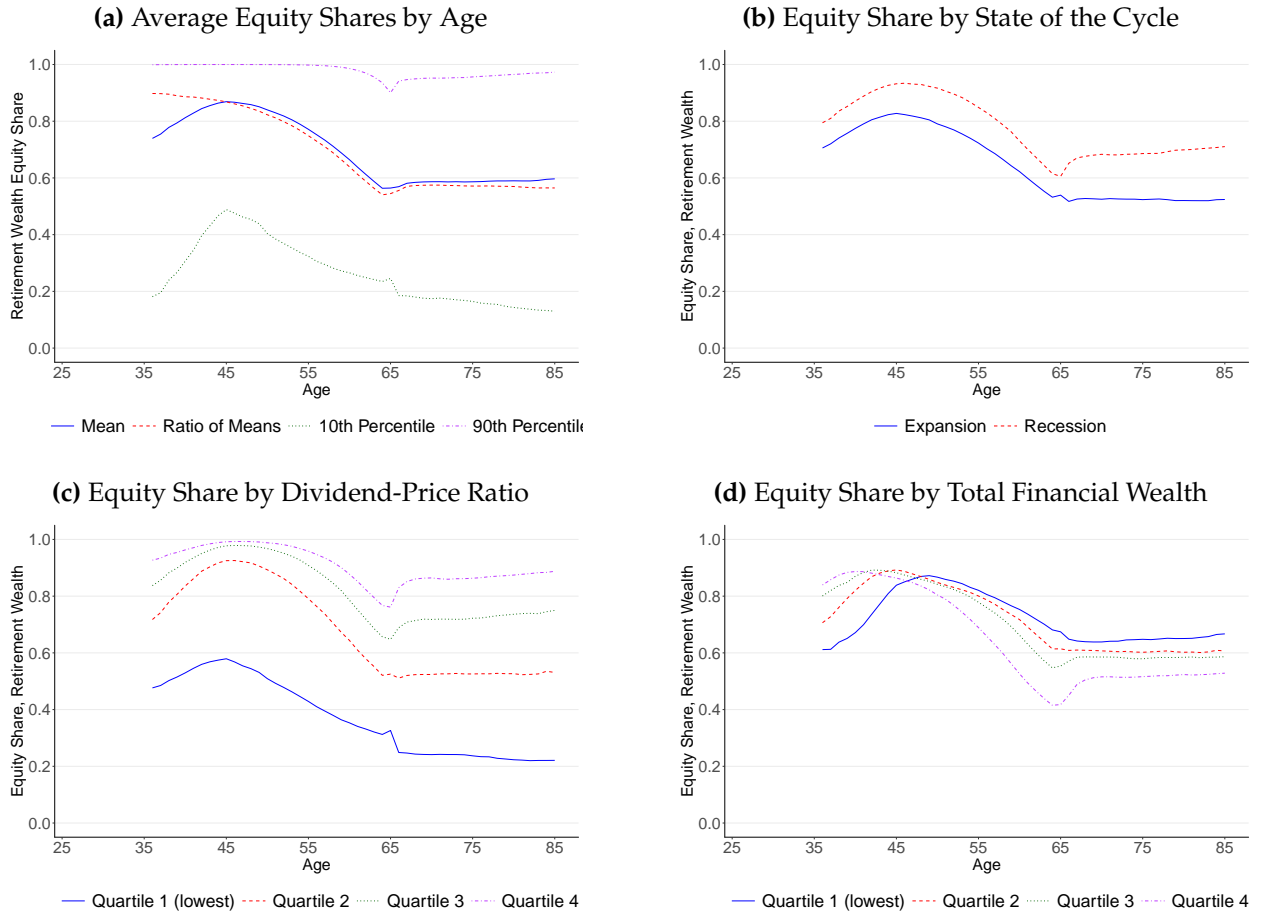 (a) Average Equity Shares by Age
Retirement Wealth Equity Share
1.0
0.8
0.6
0.4
0.2
0.0
25 35 45 55 65 75 85
Age
Mean Ratio of Means 10th Percentile 90th Percentile
(b) Equity Share by State of the Cycle
Equity Share, Retirement Wealth
1.0
0.8
0.6
0.4
0.2
0.0
25 35 45 55 65 75 85
Age
Expansion Recession
(c) Equity Share by Dividend-Price Ratio
Equity Share, Retirement Wealth
1.0
0.8
0.6
0.4
0.2
0.0
25 35 45 55 65 75 85
Age
Quartile 1 (lowest) Quartile 2 Quartile 3 Quartile 4
(d) Equity Share by Total Financial Wealth
Equity Share, Retirement Wealth
1.0
0.8
0.6
0.4
0.2
0.0
25 35 45 55 65 75 85
Age
Quartile 1 (lowest) Quartile 2 Quartile 3 Quartile 4